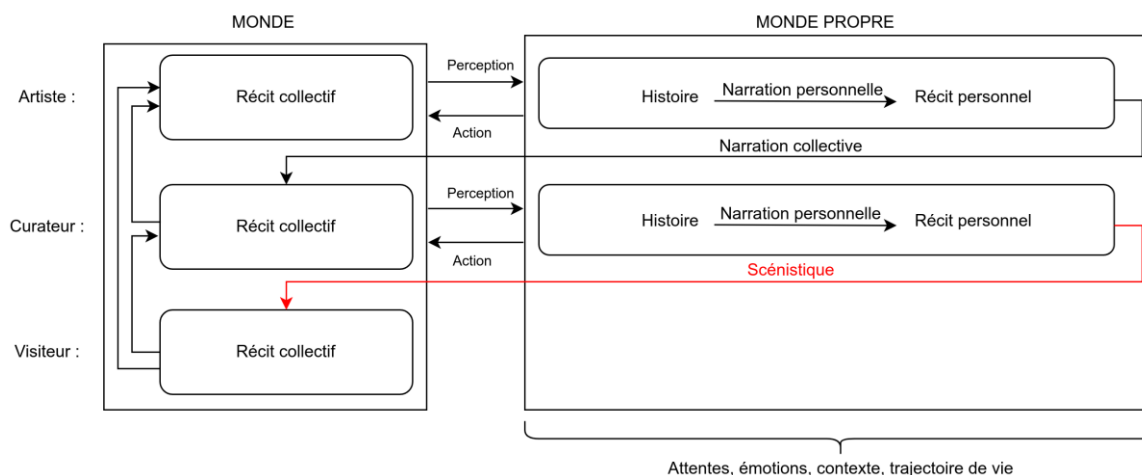 MONDE
MONDE PROPRE
Artiste :
Récit collectif
Perception
Action
Histoire
Narration personnelle
Récit personnel
Narration collective
Curateur :
Récit collectif
Perception
Action
Histoire
Narration personnelle
Récit personnel
Scénistique
Visiteur :
Récit collectif
Attentes, émotions, contexte, trajectoire de vie